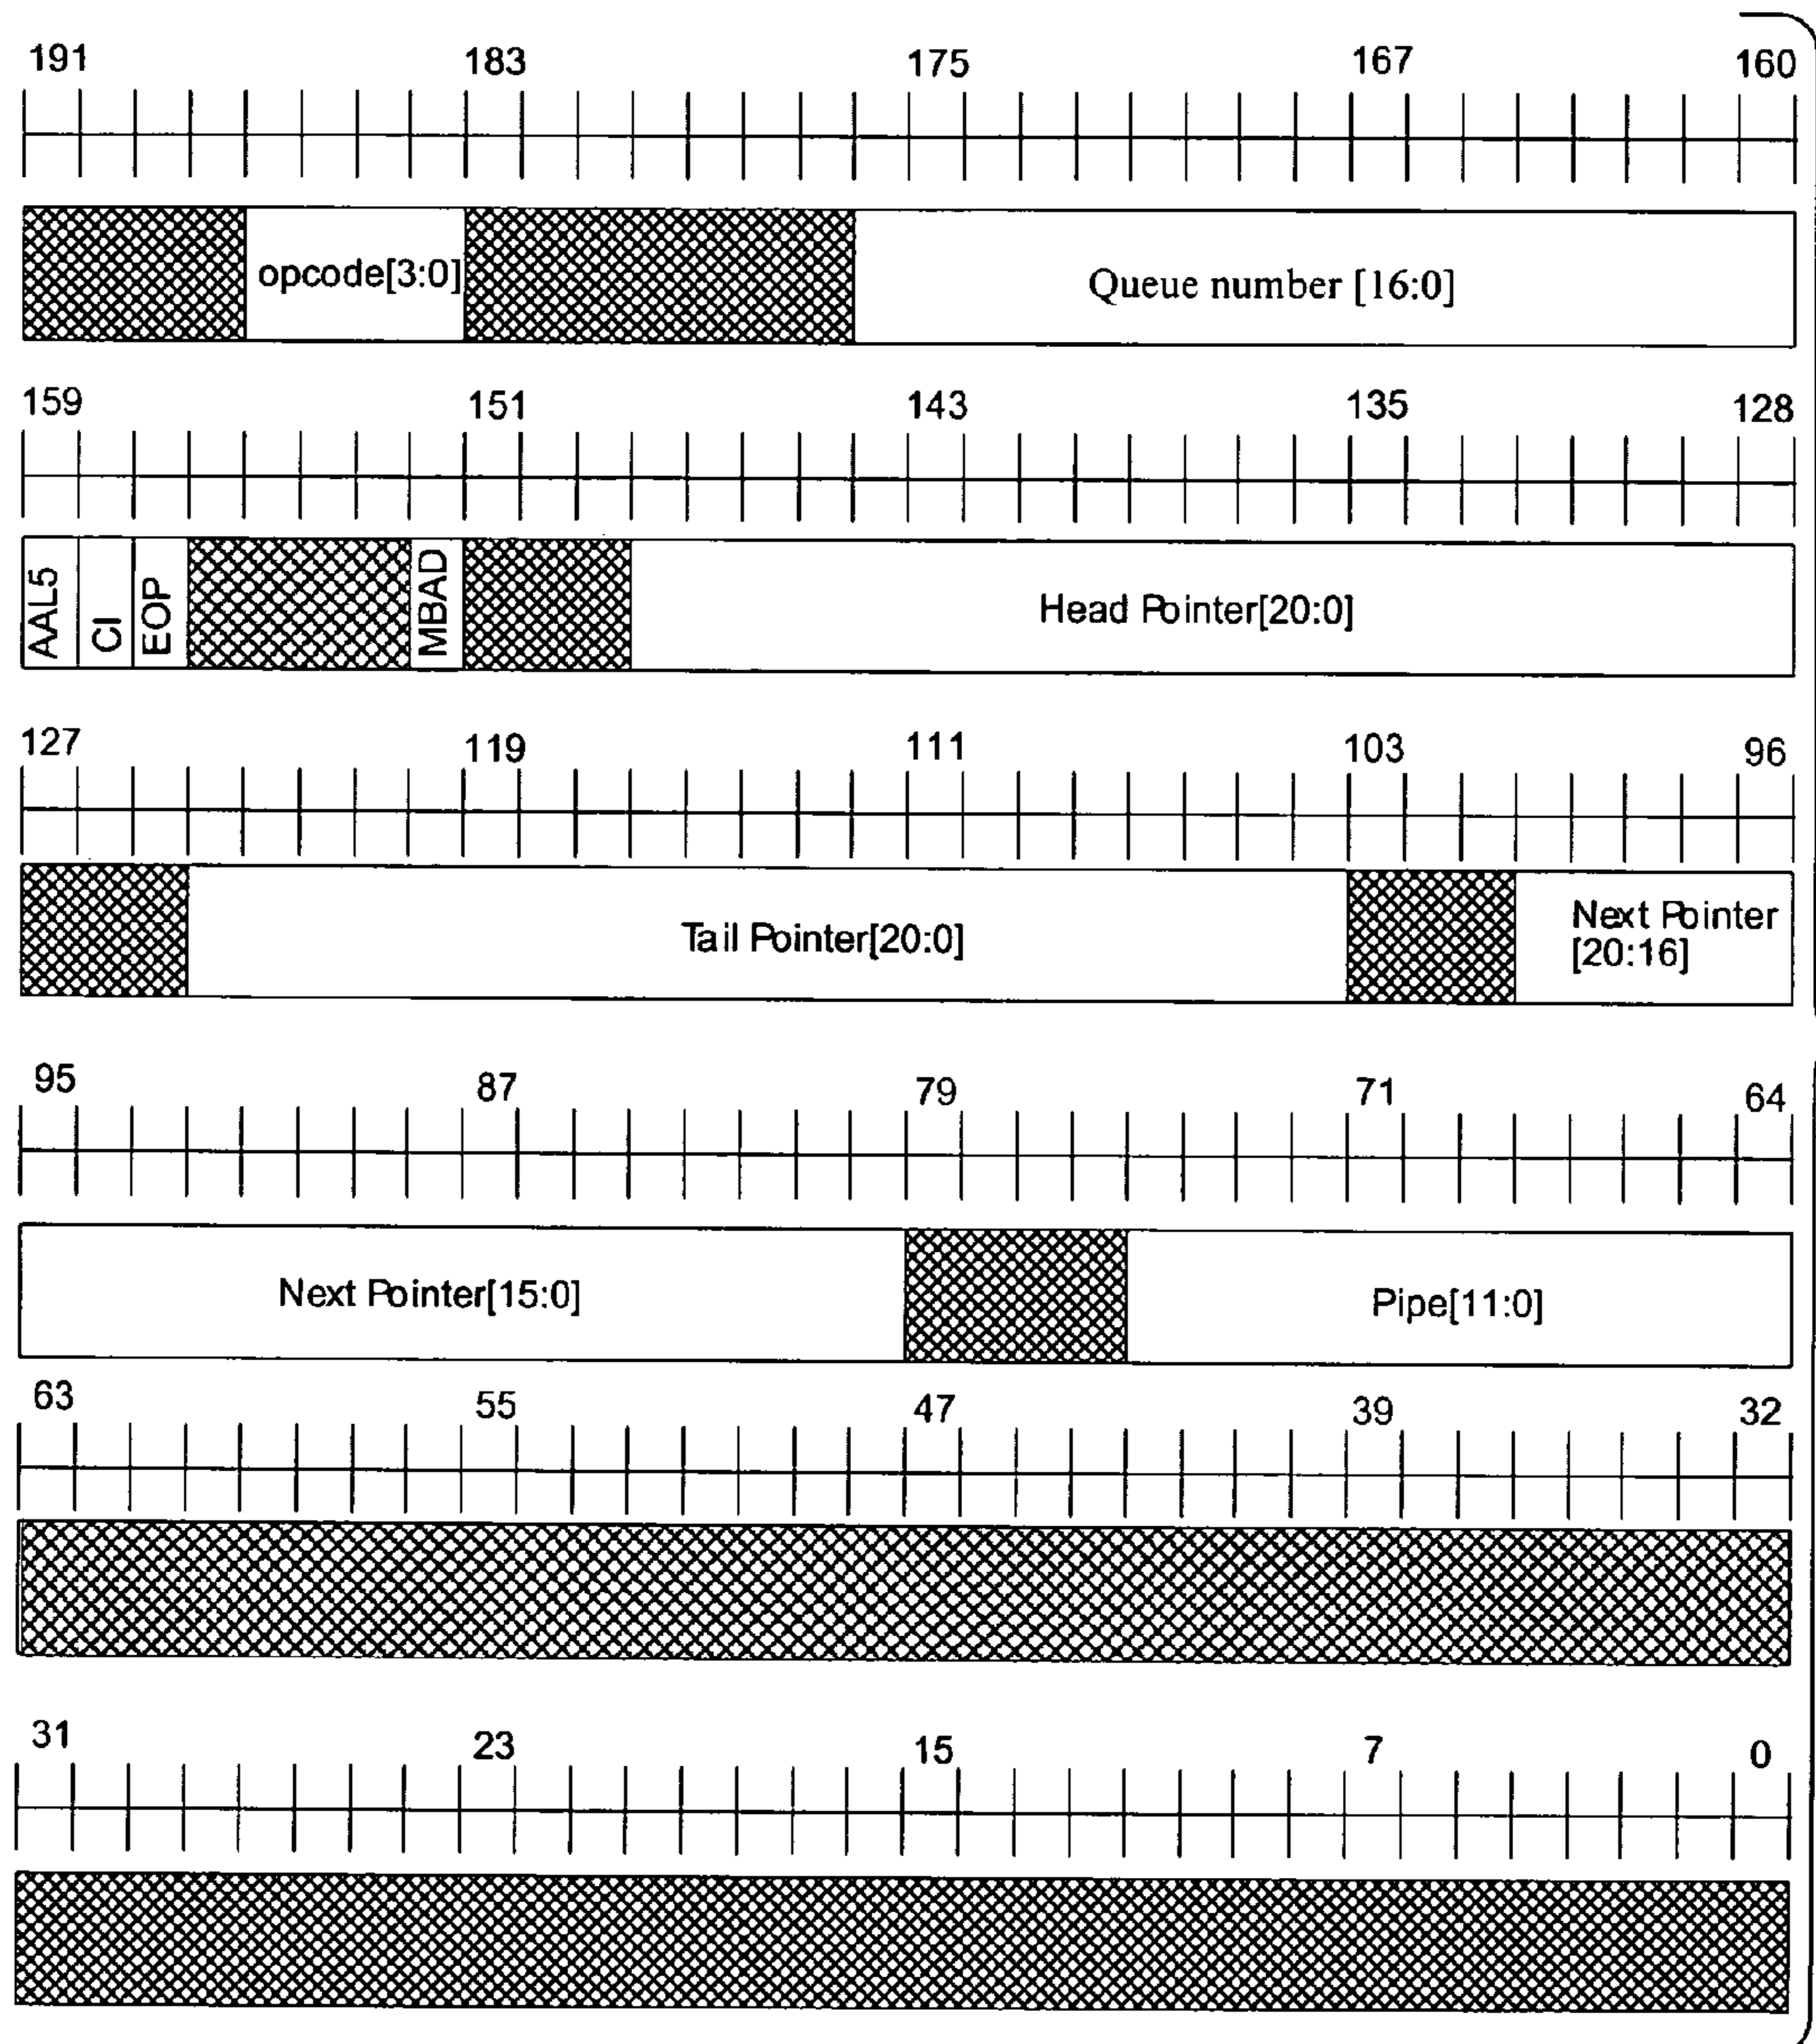 191 183 175 167 160
opcode[3:0] Queue number [16:0]
159 151 143 135 128
AAL5 CI EOP MBAD Head Pointer[20:0]
127 119 111 103 96
Tail Pointer[20:0] Next Pointer
[20:16]
95 87 79 71 64
Next Pointer[15:0] Pipe[11:0]
63 55 47 39 32
31 23 15 7 0